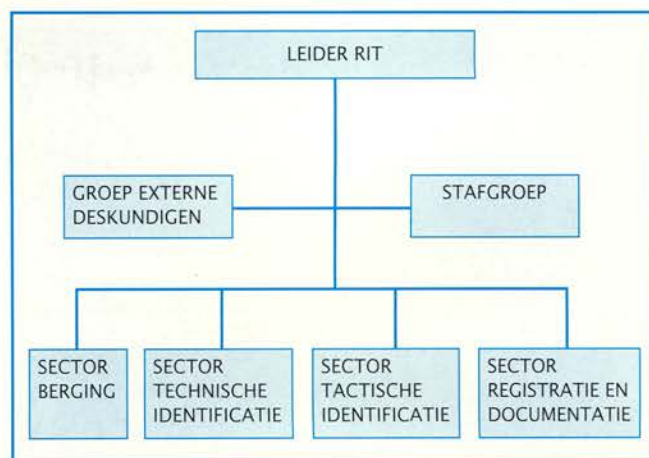 LEIDER RIT
GROEP EXTERNE
DESKUNDIGEN
STAFGROEP
SECTOR
BERGING
SECTOR
TECHNISCHE
IDENTIFICATIE
SECTOR
TACTISCHE
IDENTIFICATIE
SECTOR
REGISTRATIE EN
DOCUMENTATIE